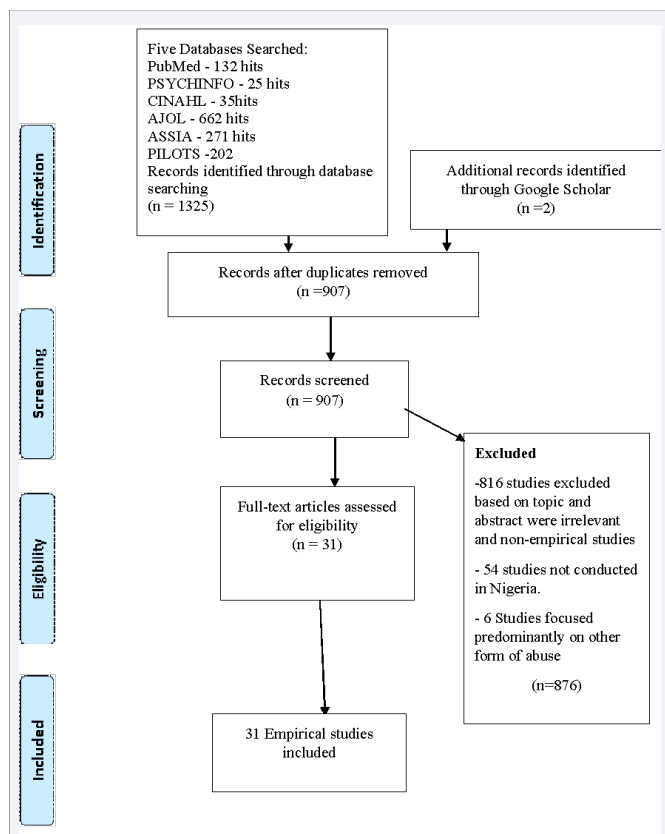 Five Databases Searched:
PubMed - 132 hits
PSYCHINFO - 25 hits
CINAHL - 35hits
AJOL - 662 hits
ASSIA - 271 hits
PILOTS -202
Records identified through database
searching
(n = 1325)
Additional records identified
through Google Scholar
(n =2)
Identification
Records after duplicates removed
(n =907)
Screening
Records screened
(n = 907)
Excluded
-816 studies excluded
based on topic and
abstract were irrelevant
and non-empirical studies
- 54 studies not conducted
in Nigeria.
- 6 Studies focused
predominantly on other
form of abuse
(n=876)
Eligibility
Full-text articles assessed
for eligibility
(n = 31)
Included
31 Empirical studies
included